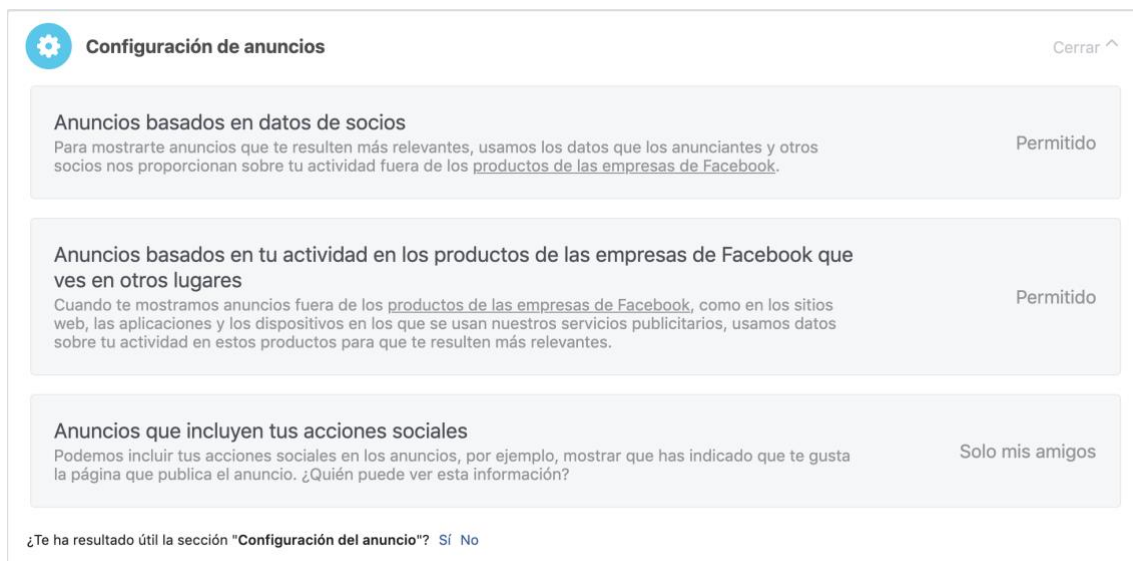 Configuración de anuncios
Cerrar
Anuncios basados en datos de socios
Para mostrarte anuncios que te resulten más relevantes, usamos los datos que los anunciantes y otros
socios nos proporcionan sobre tu actividad fuera de los productos de las empresas de Facebook.
Permitido
Anuncios basados en tu actividad en los productos de las empresas de Facebook que
ves en otros lugares
Cuando te mostramos anuncios fuera de los productos de las empresas de Facebook, como en los sitios
web, las aplicaciones y los dispositivos en los que se usan nuestros servicios publicitarios, usamos datos
sobre tu actividad en estos productos para que te resulten más relevantes.
Permitido
Anuncios que incluyen tus acciones sociales
Podemos incluir tus acciones sociales en los anuncios, por ejemplo, mostrar que has indicado que te gusta
la página que publica el anuncio. ¿Quién puede ver esta información?
Solo mis amigos
¿Te ha resultado útil la sección "Configuración del anuncio"? Sí No